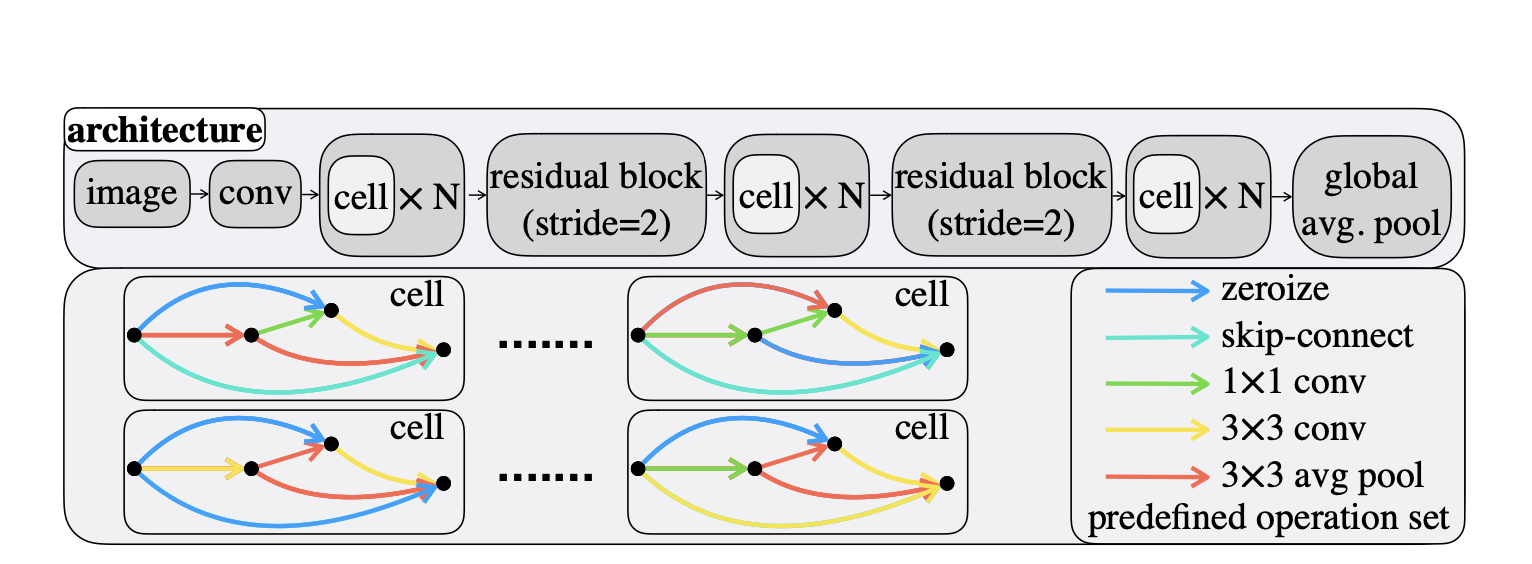 architecture
image
conv
cell × N
residual block
(stride=2)
cell × N
residual block
(stride=2)
cell × N
global
avg. pool
cell
cell
cell
cell
.......
.......
zeroize
skip-connect
1×1 conv
3×3 conv
3×3 avg pool
predefined operation set